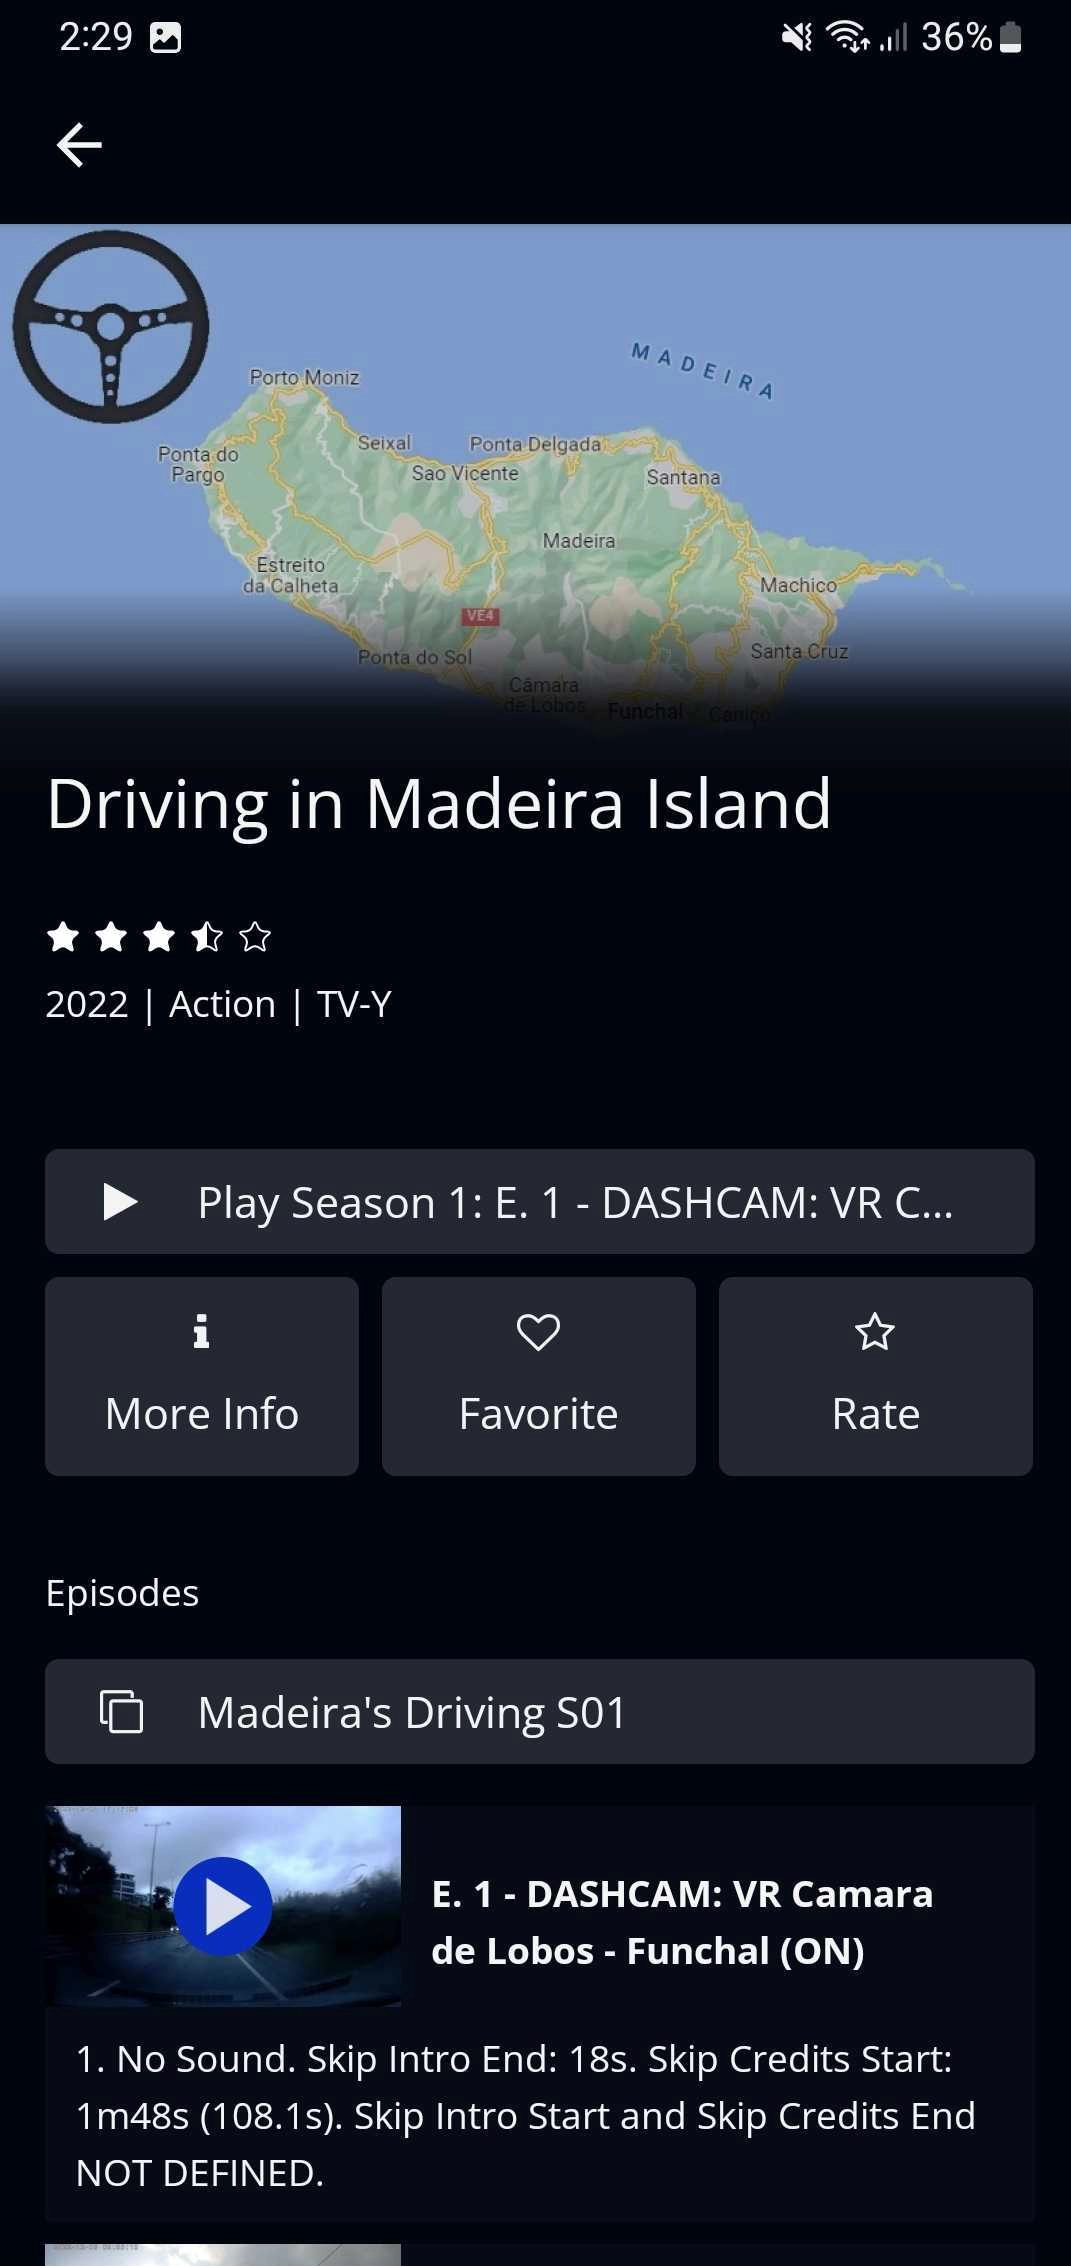 2:29
36%
MADEIRA
Porto Moniz
Seixal
Ponta Delgada
Ponta do
Pargo
Sao Vicente
Santana
Madeira
Estreito
da Calheta
Machico
VE4
Santa Cruz
Ponta do Sol
Câmara
de Lobos
Funchal
Caniço
Driving in Madeira Island
2022 | Action | TV-Y
Play Season 1: E. 1 - DASHCAM: VR C...
More Info
Favorite
Rate
Episodes
Madeira's Driving S01
E. 1 - DASHCAM: VR Camara
de Lobos - Funchal (ON)
1. No Sound. Skip Intro End: 18s. Skip Credits Start:
1m48s (108.1s). Skip Intro Start and Skip Credits End
NOT DEFINED.